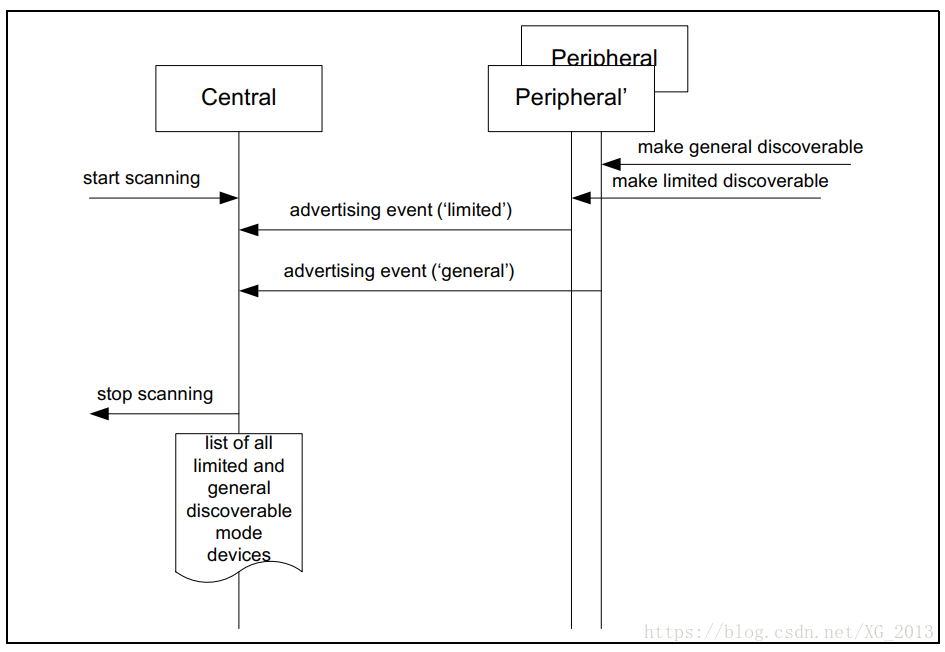 Peripheral
Central
Peripheral’
make general discoverable
start scanning
make limited discoverable
advertising event (‘limited’)
advertising event (‘general’)
stop scanning
list of all
limited and
general
discoverable
mode
devices
https://blog.csdn.net/XG_2013